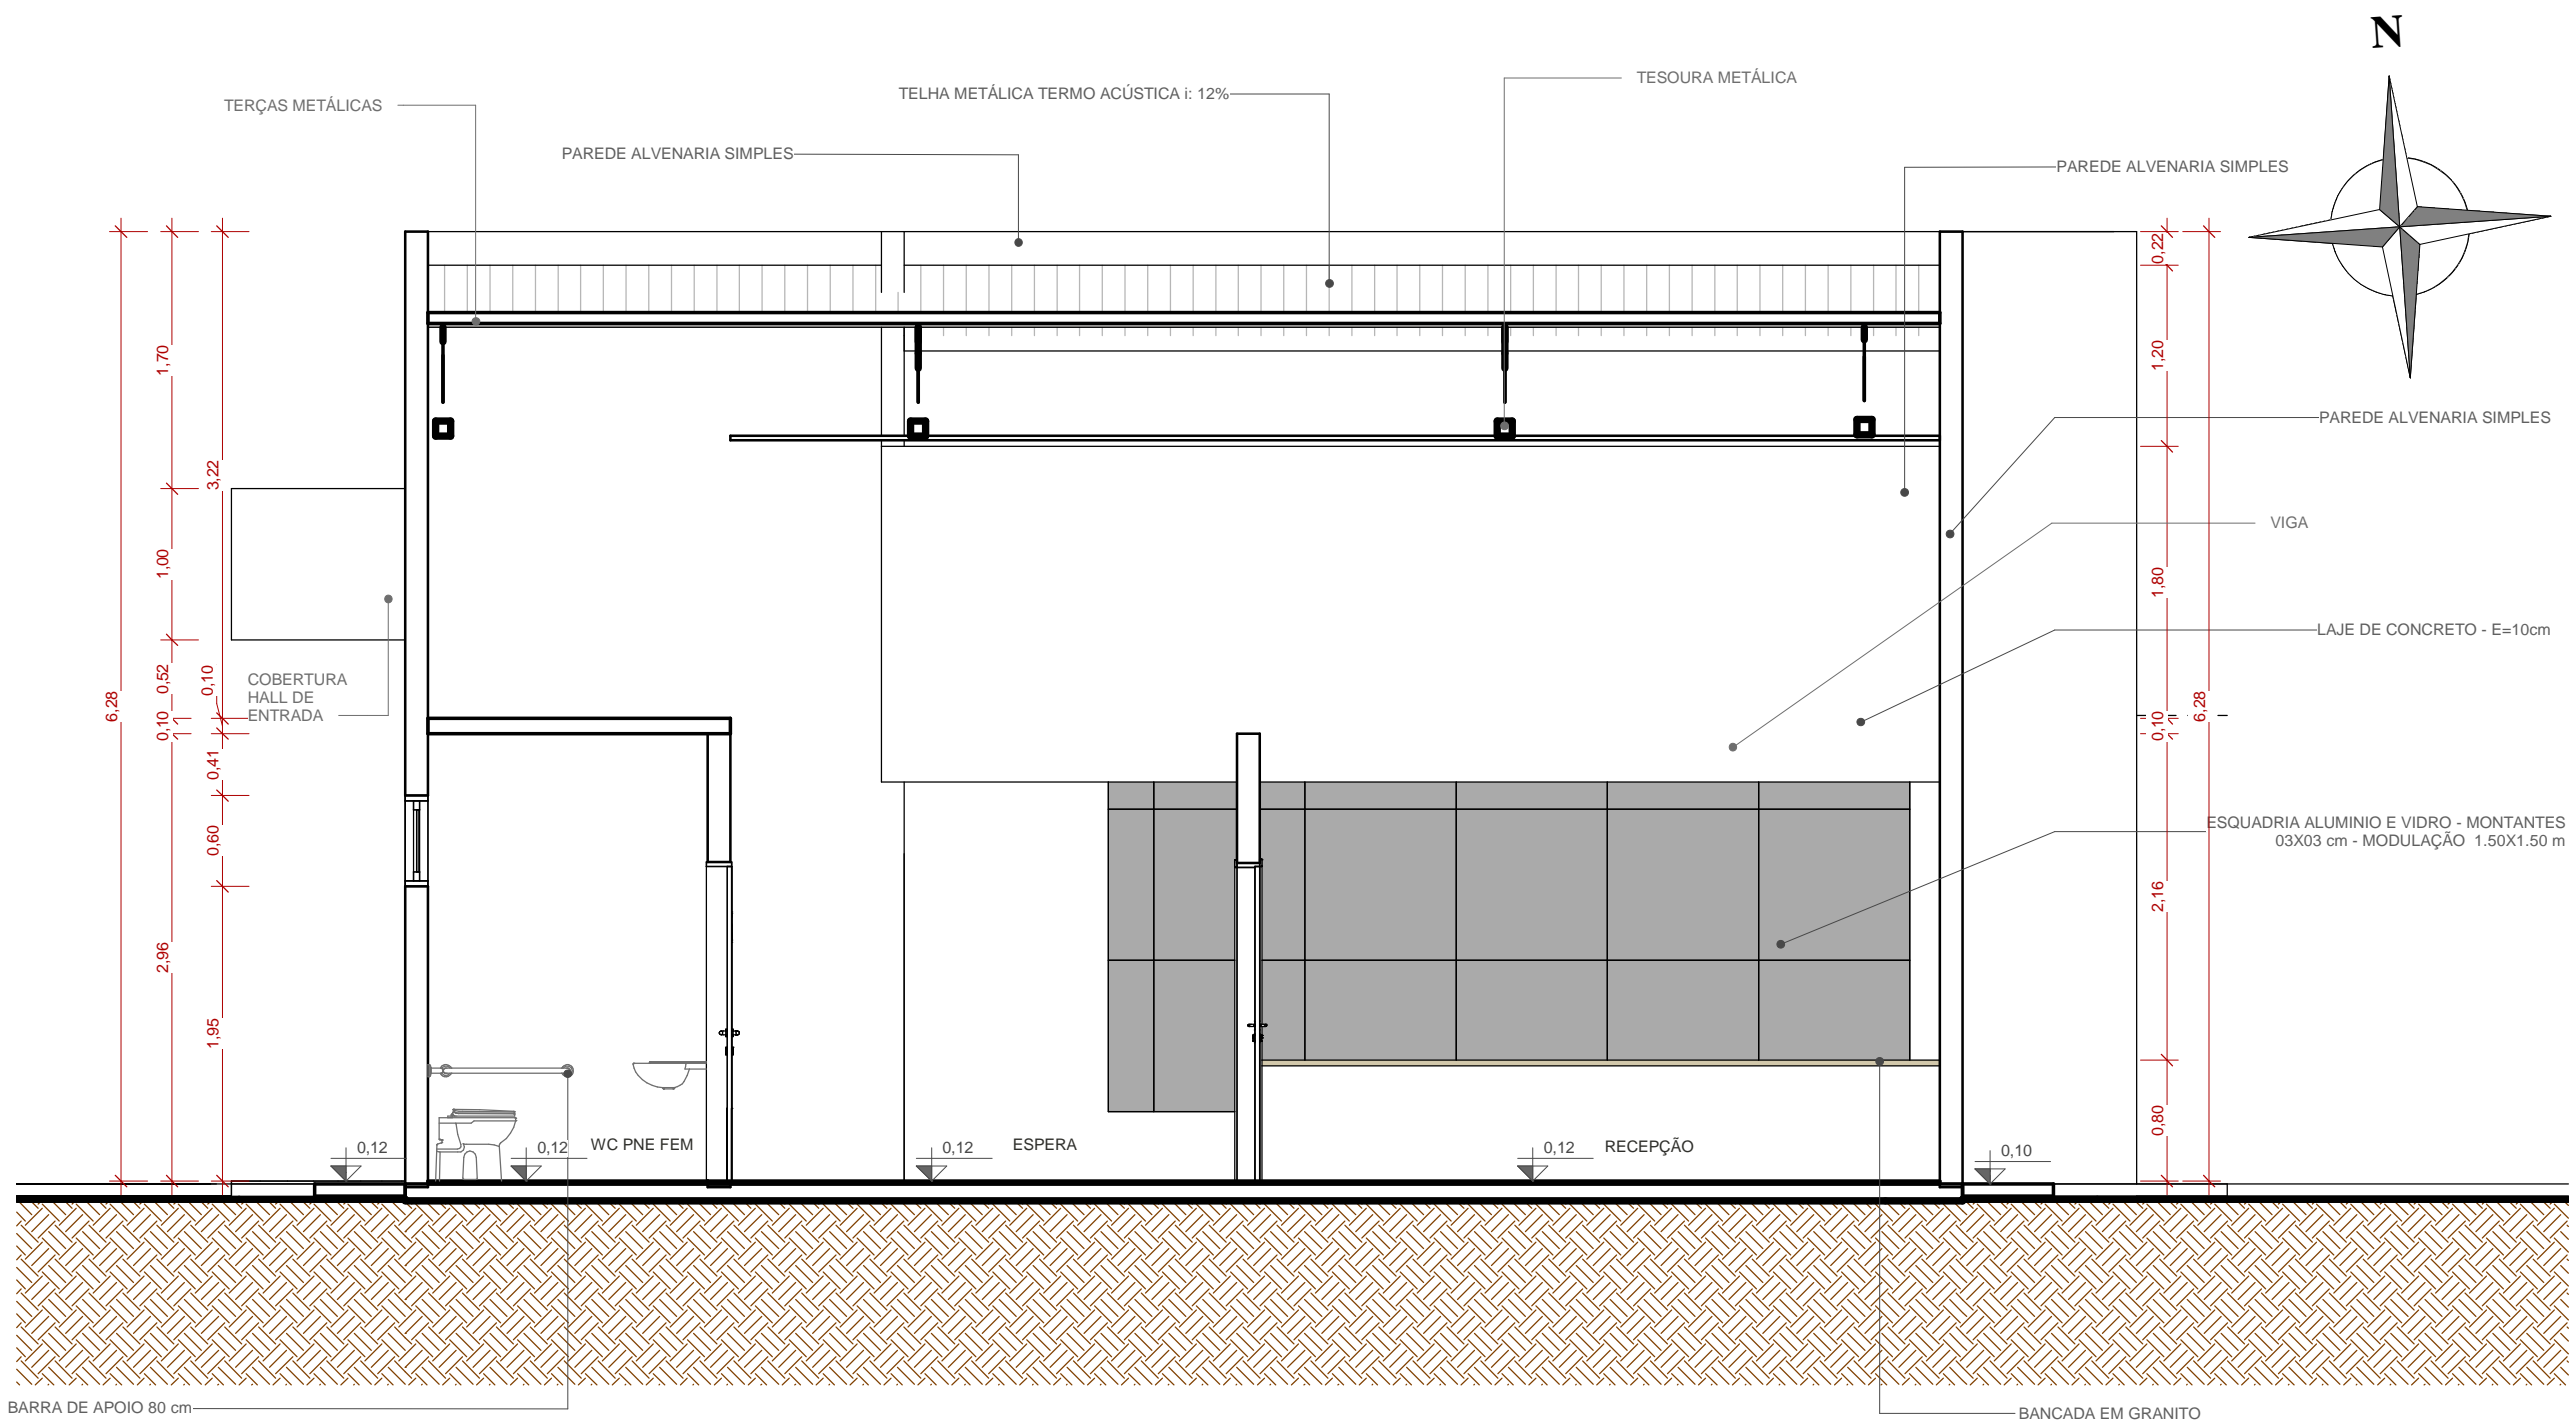 N
TESOURA METÁLICA
TELHA METÁLICA TERMO ACÚSTICA i: 12%
TERÇAS METÁLICAS
PAREDE ALVENARIA SIMPLES
PAREDE ALVENARIA SIMPLES
0,22
1,70
1,20
PAREDE ALVENARIA SIMPLES
3,22
VIGA
1,00
1,80
LAJE DE CONCRETO - E=10cm
0,52
0,10
COBERTURA
HALL DE
ENTRADA
6,28
0,10
0,10
6,28
0,41
ESQUADRIA ALUMINIO E VIDRO - MONTANTES
03X03 cm - MODULAÇÃO 1.50X1.50 m
0,60
2,16
2,96
1,95
0,80
0,12
0,12
WC PNE FEM
0,12
ESPERA
0,12
RECEPÇÃO
0,10
BARRA DE APOIO 80 cm
BANCADA EM GRANITO